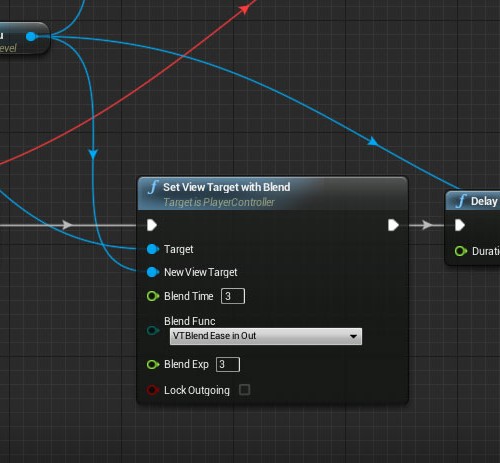 evel
Set View Target with Blend
Target is PlayerController
Delay
Target
New View Target
Durati
Blend Time 3
Blend Func
VTBlend Ease in Out
Blend Exp 3
Lock Outgoing